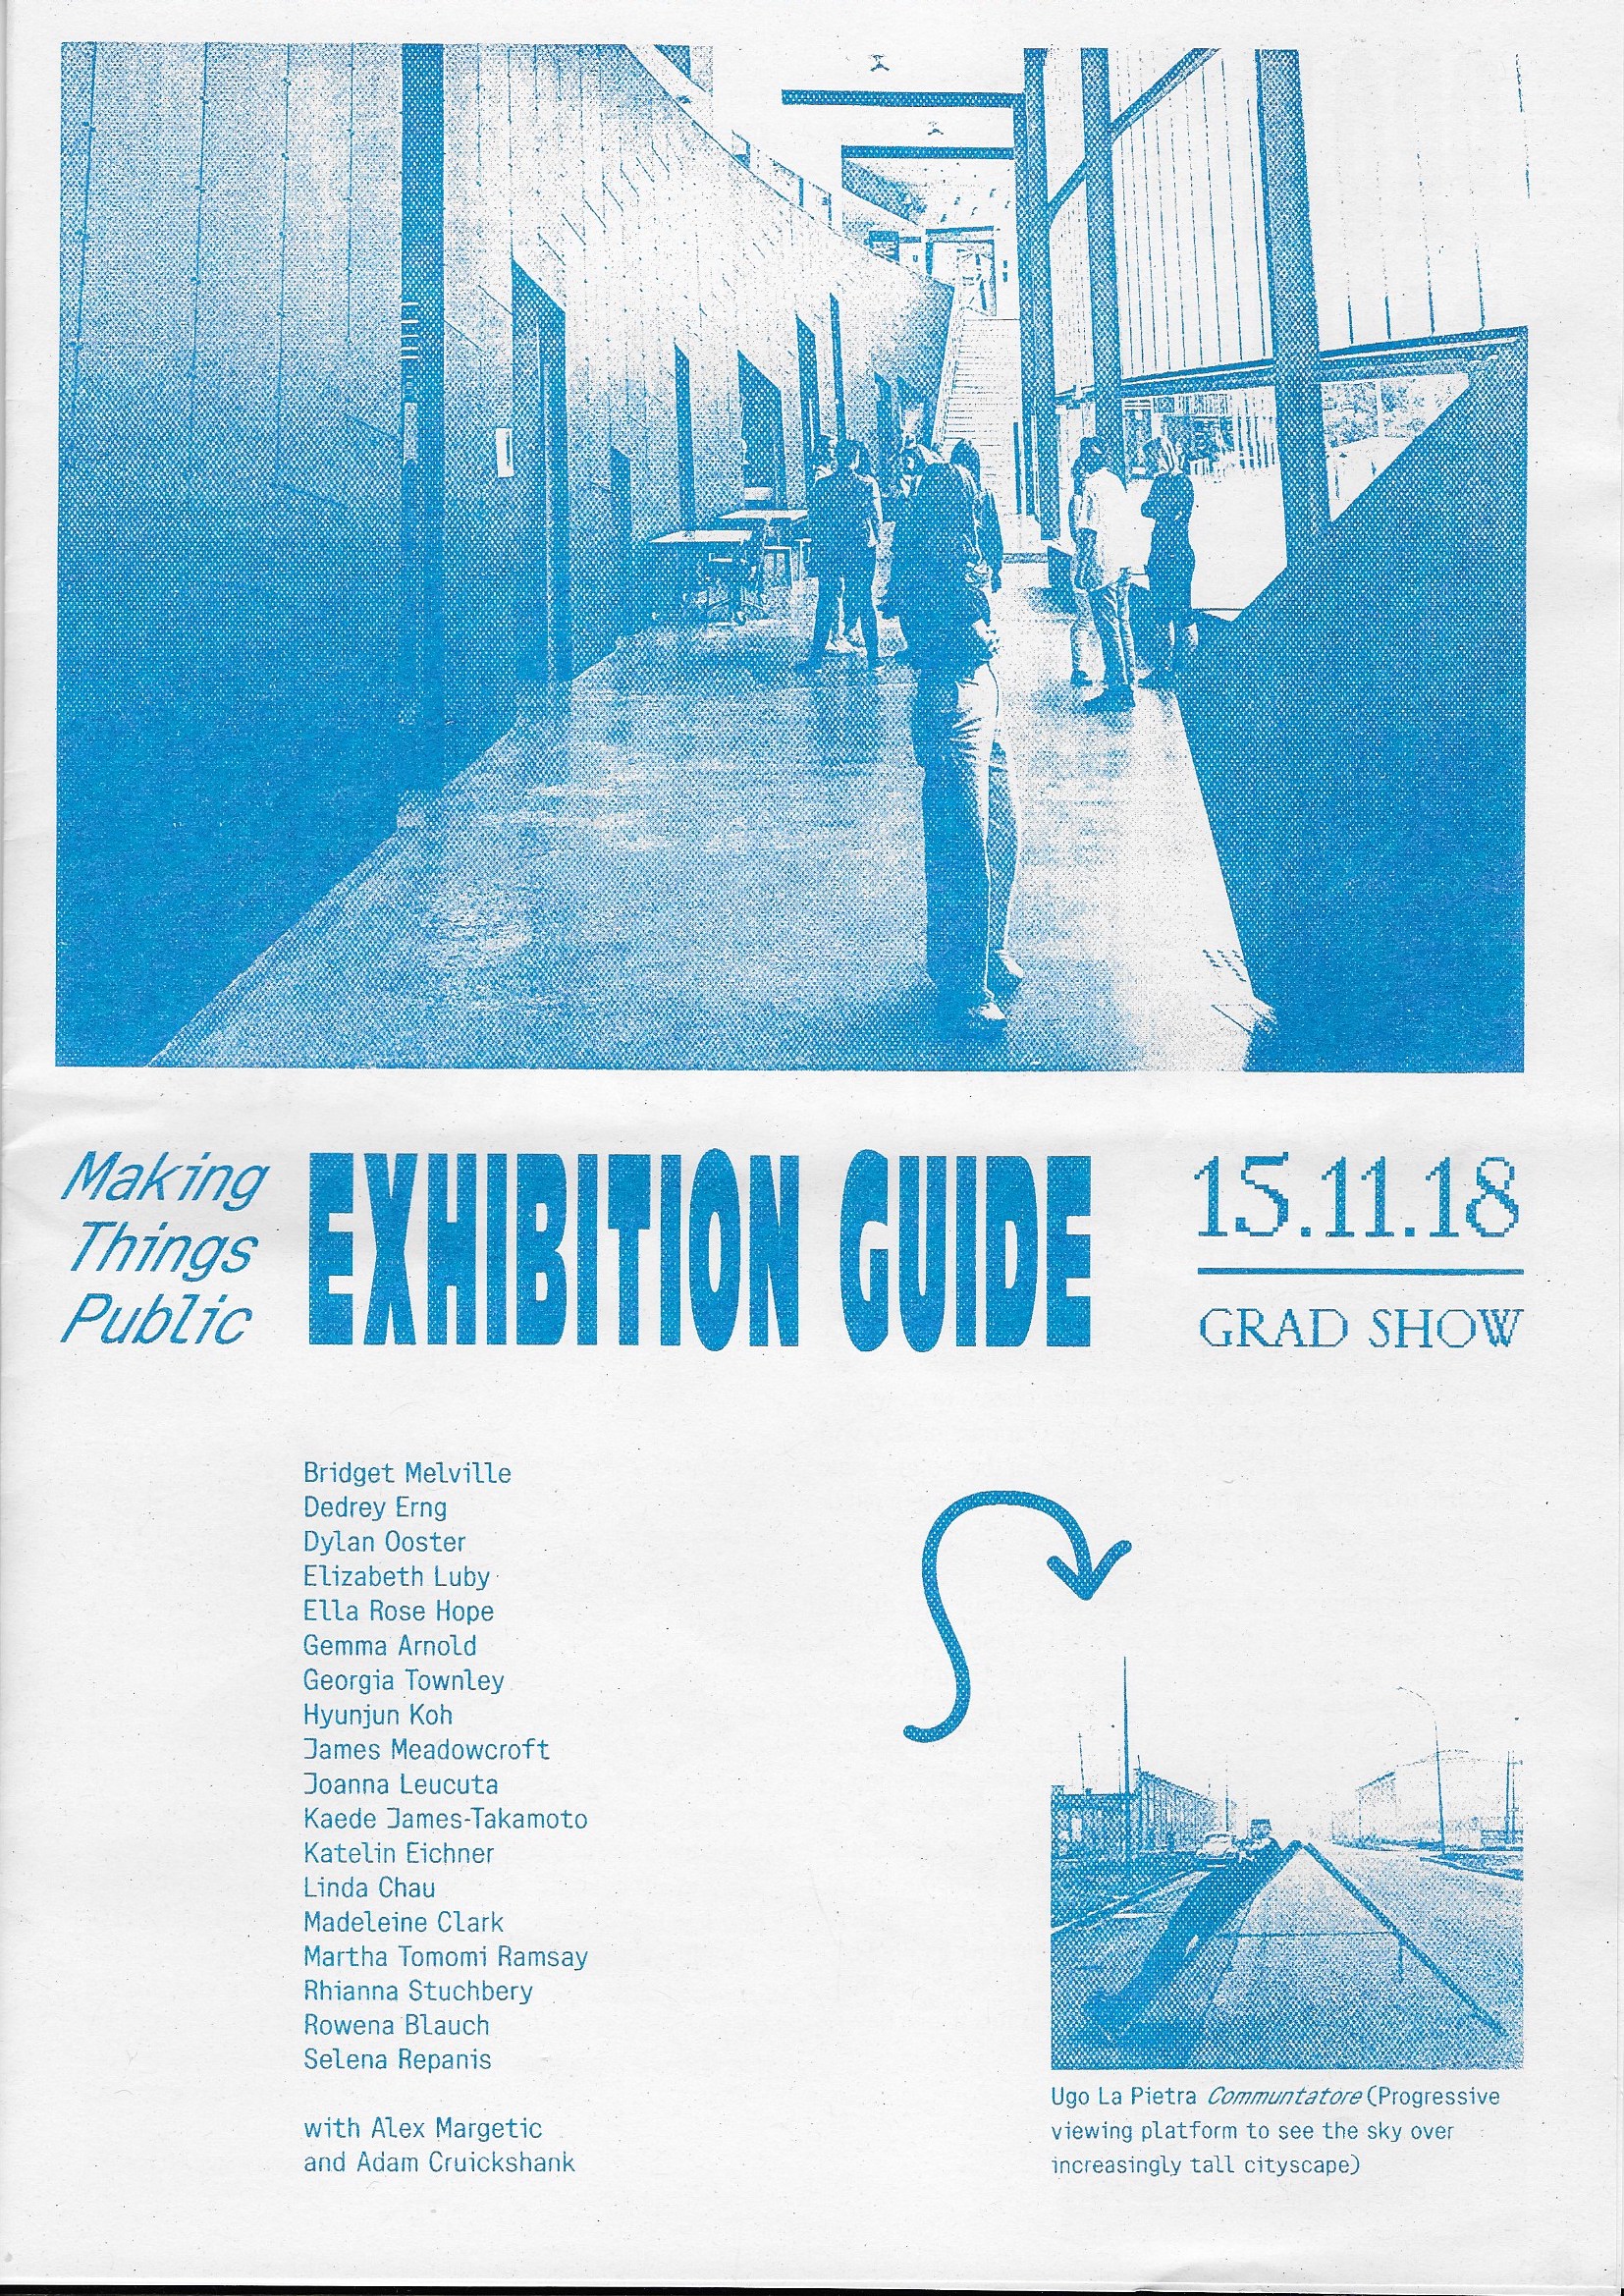 Making
Things
Public
EXHIBITION GUIDE
15.11.18
GRAD SHOW
Bridget Melville
Dedrey Erng
Dylan Ooster
Elizabeth Luby
Ella Rose Hope
Gemma Arnold
Georgia Townley
Hyunjun Koh
James Meadowcroft
Joanna Leucuta
Kaede James-Takamoto
Katelin Eichner
Linda Chau
Madeleine Clark
Martha Tomomi Ramsay
Rhianna Stuchbery
Rowena Blauch
Selena Repanis
with Alex Margetic
and Adam Cruickshank
Ugo La Pietra Communtatore (Progressive
viewing platform to see the sky over
increasingly tall cityscape)